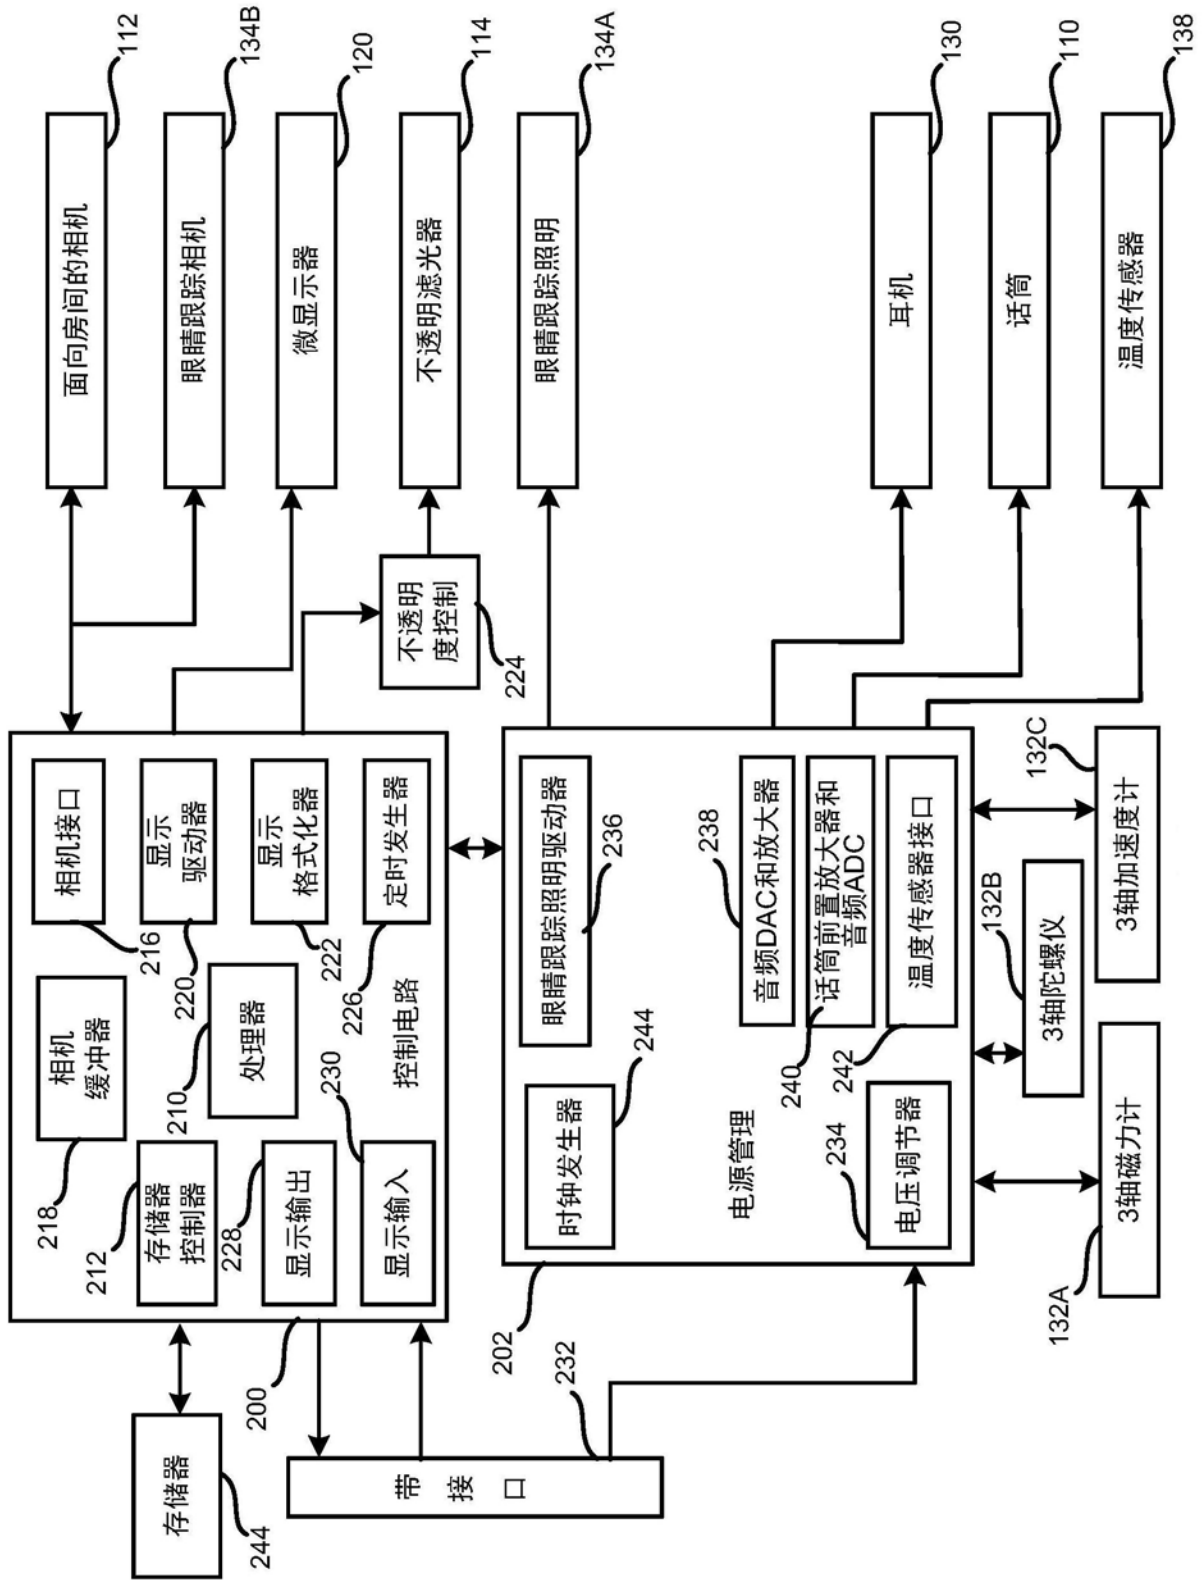 面向房间的相机
112
眼睛跟踪相机
134B
微显示器
120
不透明滤光器
114
眼睛跟踪照明
134A
耳机
130
话筒
110
温度传感器
138
不透明
度控制
224
相机接口
216
显示
驱动器
220
显示
格式化器
222
定时发生器
226
相机
缓冲器
218
处理器
210
控制电路
存储器
控制器
212
显示输出
228
显示输入
230
200
存储器
244
带
接
口
232
202
眼睛跟踪照明驱动器
236
音频DAC和放大器
238
话筒前置放大器和
音频ADC
240
温度传感器接口
242
时钟发生器
244
电源管理
电压调节器
234
3轴磁力计
132A
3轴陀螺仪
132B
3轴加速度计
132C